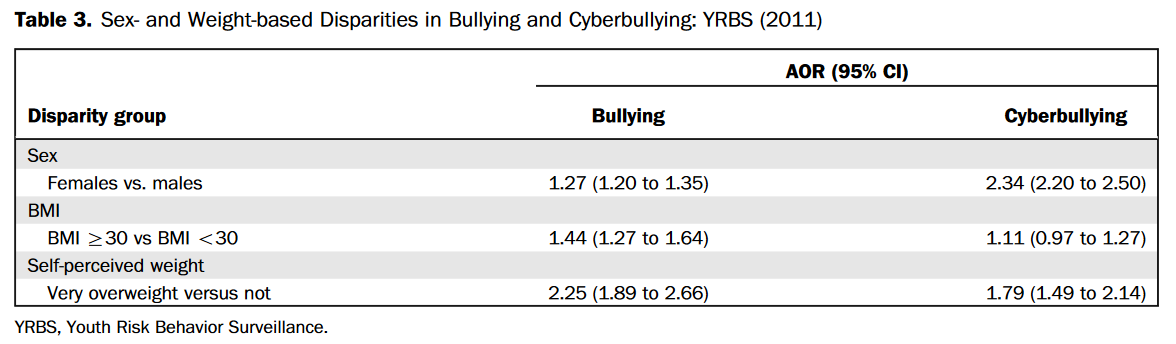 Table 3. Sex- and Weight-based Disparities in Bullying and Cyberbullying: YRBS (2011)
AOR (95% CI)
Disparity group Bullying Cyberbullying
Sex
Females vs. males 1.27 (1.20 to 1.35) 2.34 (2.20 to 2.50)
BMI
BMI ≥30 vs BMI <30 1.44 (1.27 to 1.64) 1.11 (0.97 to 1.27)
Self-perceived weight
Very overweight versus not 2.25 (1.89 to 2.66) 1.79 (1.49 to 2.14)
YRBS, Youth Risk Behavior Surveillance.